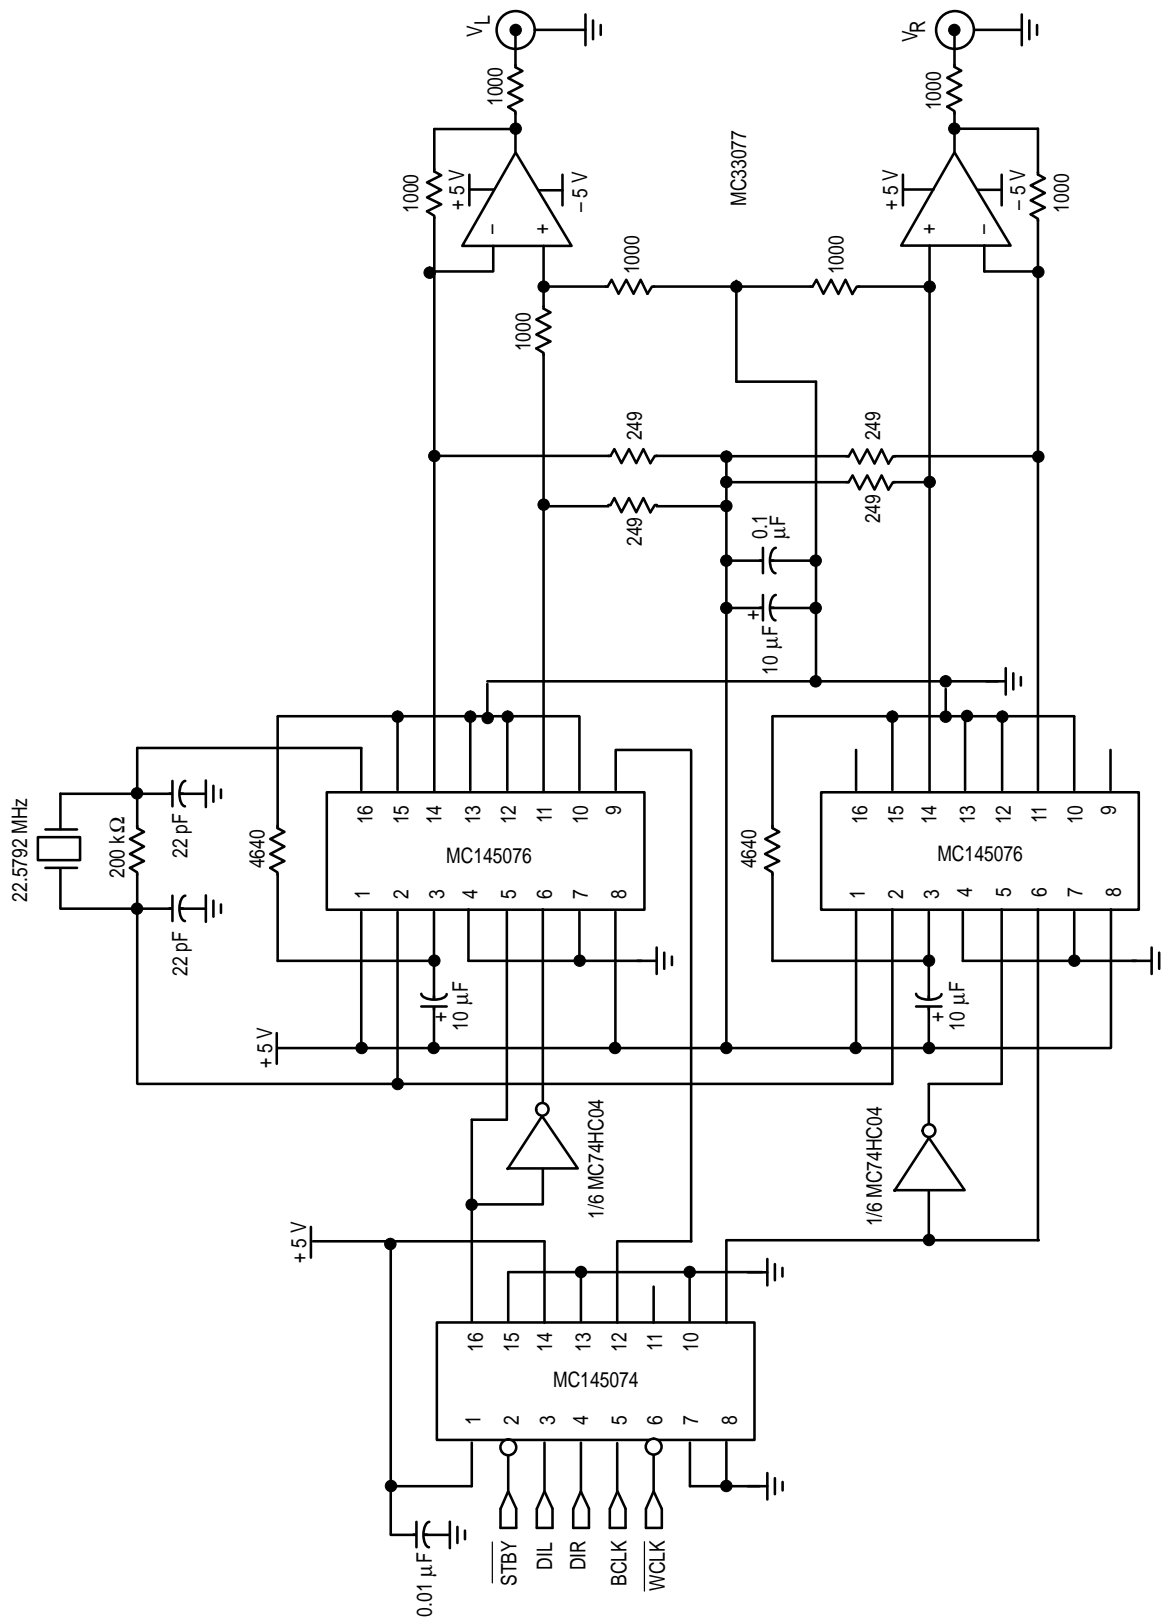 22.5792 MHz
200 kΩ
22 pF
22 pF
4640
+ 5 V
+
10 µF
MC145076
1
2
3
4
5
6
7
8
16
15
14
13
12
11
10
9
4640
+
10 µF
MC145076
1
2
3
4
5
6
7
8
16
15
14
13
12
11
10
9
1/6 MC74HC04
1/6 MC74HC04
+ 5 V
0.01 µF
MC145074
1
2
3
4
5
6
7
8
16
15
14
13
12
11
10
STBY
DIL
DIR
BCLK
WCLK
+
10 µF
0.1
µF
249
249
249
249
1000
1000
1000
1000
+ 5 V
– 5 V
–
+
1000
VL
MC33077
+ 5 V
– 5 V
+
–
1000
1000
VR